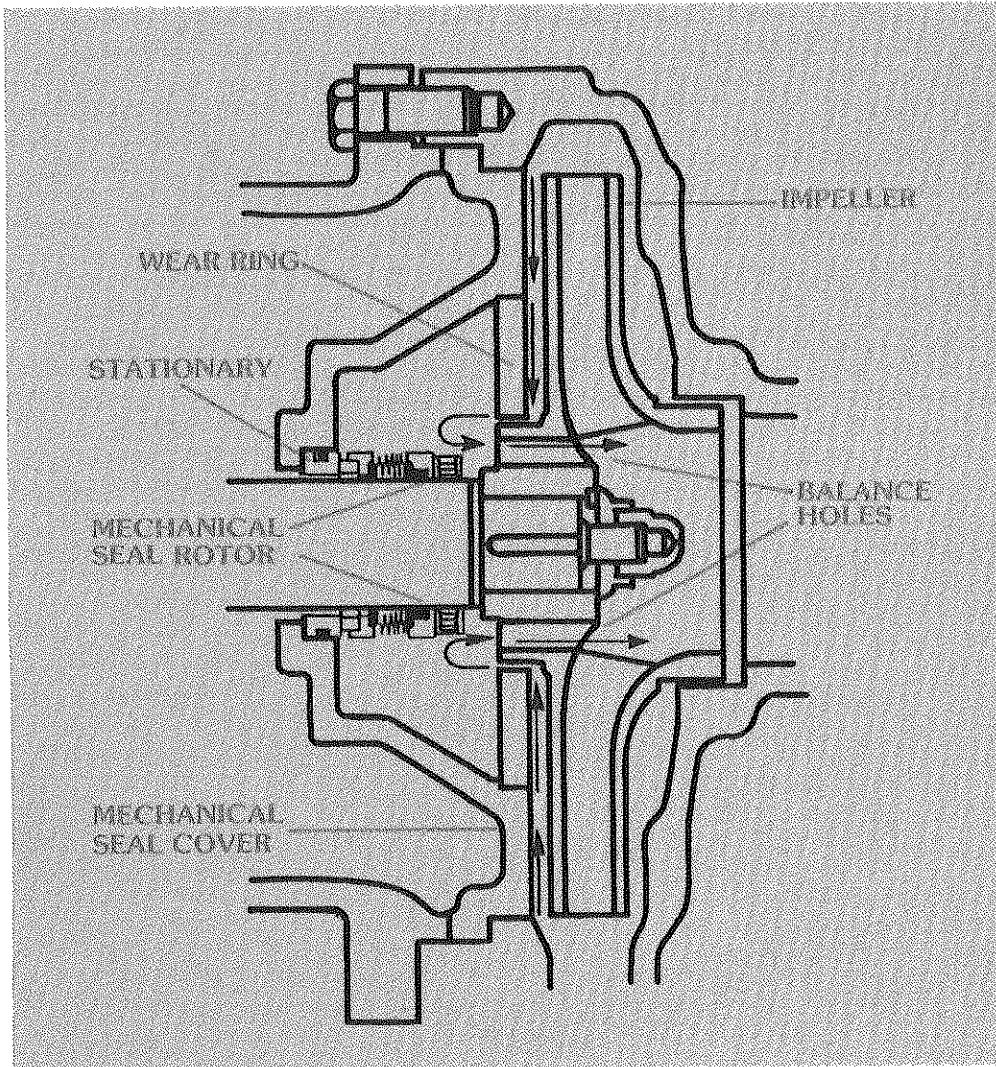 IMPELLER
WEAR RING
STATIONARY
BALANCE
HOLES
MECHANICAL
SEAL ROTOR
MECHANICAL
SEAL COVER